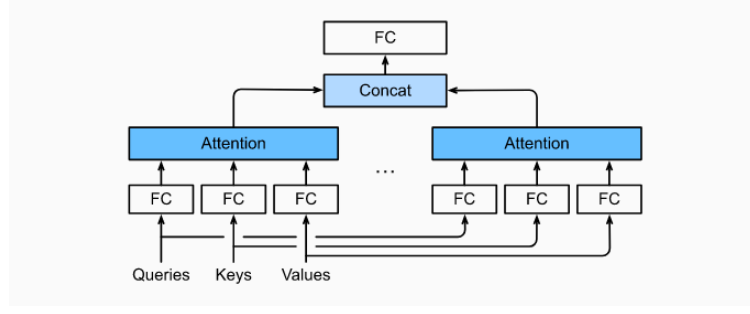 FC
Concat
Attention Attention
...
FC FC FC FC FC FC
Queries Keys Values